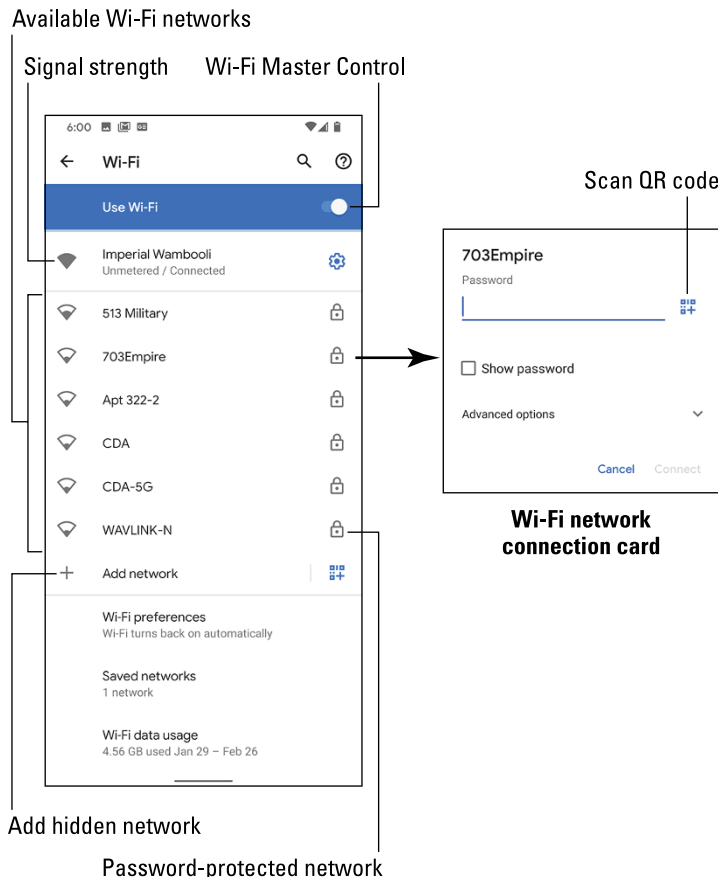 Available Wi-Fi networks
Signal strength
Wi-Fi Master Control
6:00
Wi-Fi
Use Wi-Fi
Imperial Wambooli
Unmetered / Connected
513 Military
703Empire
Apt 322-2
CDA
CDA-5G
WAVLINK-N
Add network
Wi-Fi preferences
Wi-Fi turns back on automatically
Saved networks
1 network
Wi-Fi data usage
4.56 GB used Jan 29 – Feb 26
Add hidden network
Password-protected network
Scan QR code
703Empire
Password
Show password
Advanced options
Cancel Connect
Wi-Fi network
connection card